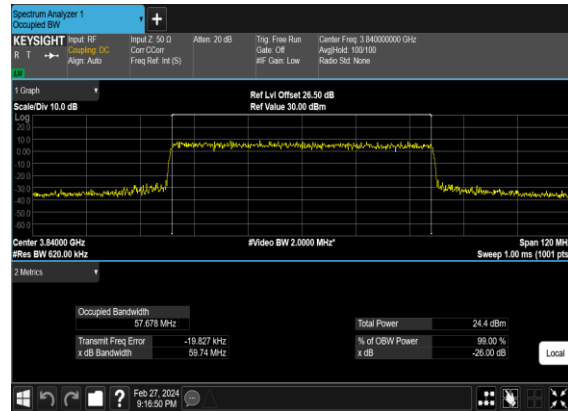 Spectrum Analyzer 1
Occupied BW
+
KEYSIGHT Input: RF Input Z: 50 Ω Atten: 20 dB Trig: Free Run Center Freq: 3.840000000 GHz
R T Coupling: DC Corr CCorr Gate: Off Avg|Hold: 100/100
Align: Auto Freq Ref: Int (S) #IF Gain: Low Radio Std: None
1 Graph
Ref Lvl Offset 26.50 dB
Scale/Div 10.0 dB Ref Value 30.00 dBm
Log
20.0
10.0
0.00
-10.0
-20.0
-30.0
-40.0
-50.0
-60.0
Center 3.84000 GHz #Video BW 2.0000 MHz* Span 120 MH
#Res BW 620.00 kHz Sweep 1.00 ms (1001 pts
2 Metrics
Occupied Bandwidth
57.678 MHz Total Power 24.4 dBm
Transmit Freq Error -19.827 kHz % of OBW Power 99.00 %
x dB Bandwidth 59.74 MHz x dB -26.00 dB
Local
? Feb 27, 2024
9:16:50 PM